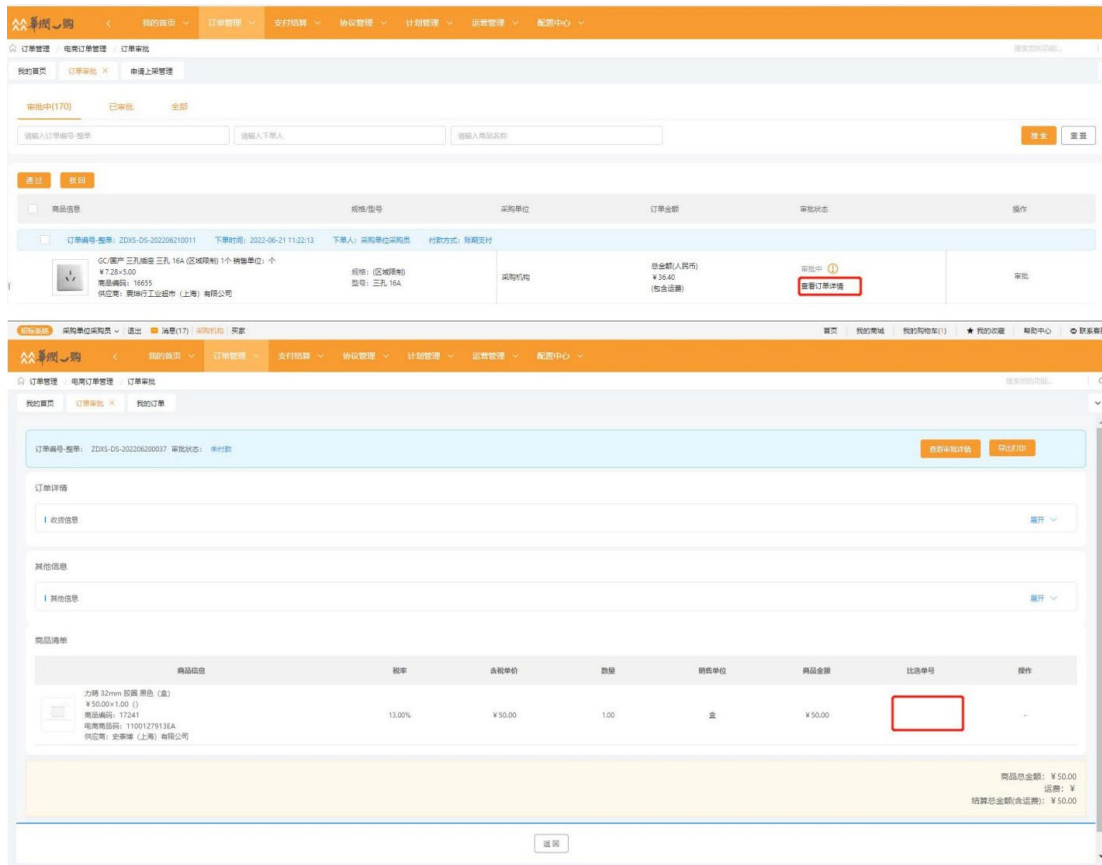 华润e购 我的首页 订单管理 支付结算 协议管理 计划管理 运营管理 配置中心
订单管理 / 电商订单管理 / 订单审批
我的首页 订单审批 × 申请上架管理
审批中(170) 已审批 全部
请输入订单编号-整单 请输入下单人 请输入商品名称 搜索 重置
通过 驳回
商品信息 规格/型号 采购单位 订单金额 审批状态 操作
订单编号-整单：ZDXS-DS-202206210011 下单时间：2022-06-21 11:22:13 下单人：采购单位采购员 付款方式：账期支付
GC/国产 三孔插座 三孔 16A (区域限制) 1个 销售单位：个
￥7.28×5.00
商品编码：16655
供应商：震坤行工业超市（上海）有限公司
规格：(区域限制)
型号：三孔 16A
采购机构
总金额(人民币)
￥36.40
(包含运费)
审批中
查看订单详情
审批
招标系统 采购单位采购员 退出 消息(17) 采购机构 买家 首页 我的商城 我的购物车(1) 我的收藏 帮助中心 联系客服
华润e购 我的首页 订单管理 支付结算 协议管理 计划管理 运营管理 配置中心
订单管理 / 电商订单管理 / 订单审批
我的首页 订单审批 × 我的订单
订单编号-整单： ZDXS-DS-202206200037 审批状态： 未付款 查看审批详情 导出打印
订单详情
收货信息 展开
其他信息
其他信息 展开
商品清单
商品信息 税率 含税单价 数量 销售单位 商品金额 比选单号 操作
力晴 32mm 胶圈 黑色（盒）
￥50.00×1.00 ()
商品编码：17241
电商商品码：1100127913EA
供应商：史泰博（上海）有限公司
13.00% ￥50.00 1.00 盒 ￥50.00 -
商品总金额：￥50.00
运费：￥
结算总金额(含运费)：￥50.00
返回